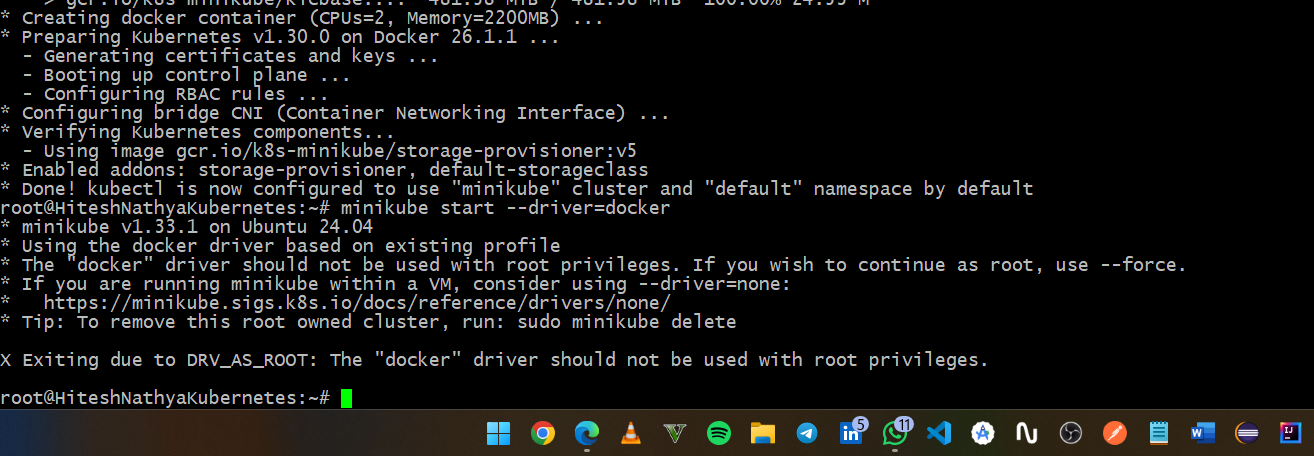 * Creating docker container (CPUs=2, Memory=2200MB) ...
* Preparing Kubernetes v1.30.0 on Docker 26.1.1 ...
  - Generating certificates and keys ...
  - Booting up control plane ...
  - Configuring RBAC rules ...
* Configuring bridge CNI (Container Networking Interface) ...
* Verifying Kubernetes components...
  - Using image gcr.io/k8s-minikube/storage-provisioner:v5
* Enabled addons: storage-provisioner, default-storageclass
* Done! kubectl is now configured to use "minikube" cluster and "default" namespace by default
root@HiteshNathyaKubernetes:~# minikube start --driver=docker
* minikube v1.33.1 on Ubuntu 24.04
* Using the docker driver based on existing profile
* The "docker" driver should not be used with root privileges. If you wish to continue as root, use --force.
* If you are running minikube within a VM, consider using --driver=none:
*   https://minikube.sigs.k8s.io/docs/reference/drivers/none/
* Tip: To remove this root owned cluster, run: sudo minikube delete
X Exiting due to DRV_AS_ROOT: The "docker" driver should not be used with root privileges.
root@HiteshNathyaKubernetes:~#
5 11